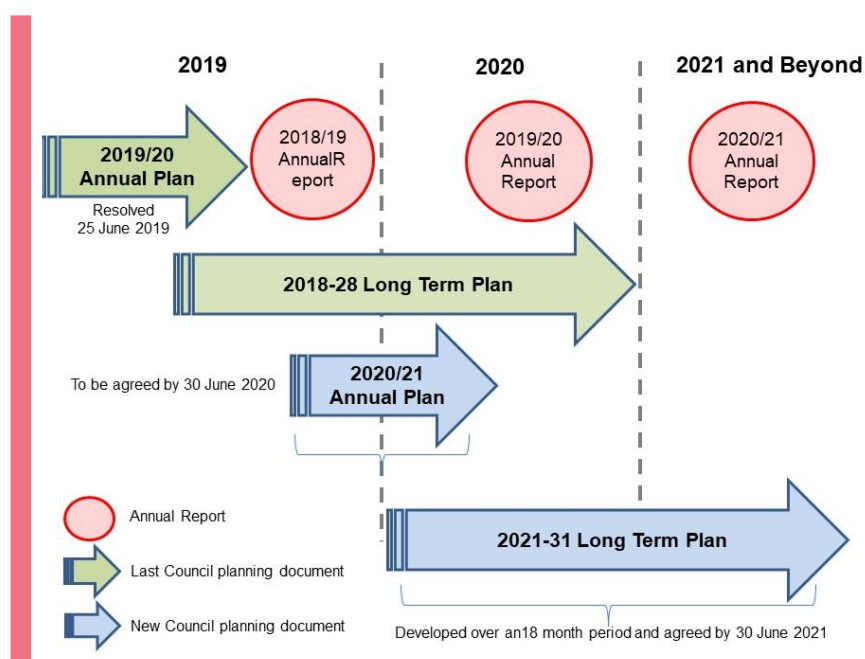 2019
2020
2021 and Beyond
2019/20
Annual Plan
Resolved
25 June 2019
2018/19
AnnualR
eport
2019/20
Annual
Report
2020/21
Annual
Report
2018-28 Long Term Plan
To be agreed by 30 June 2020
2020/21
Annual Plan
2021-31 Long Term Plan
Developed over an18 month period and agreed by 30 June 2021
Annual Report
Last Council planning document
New Council planning document